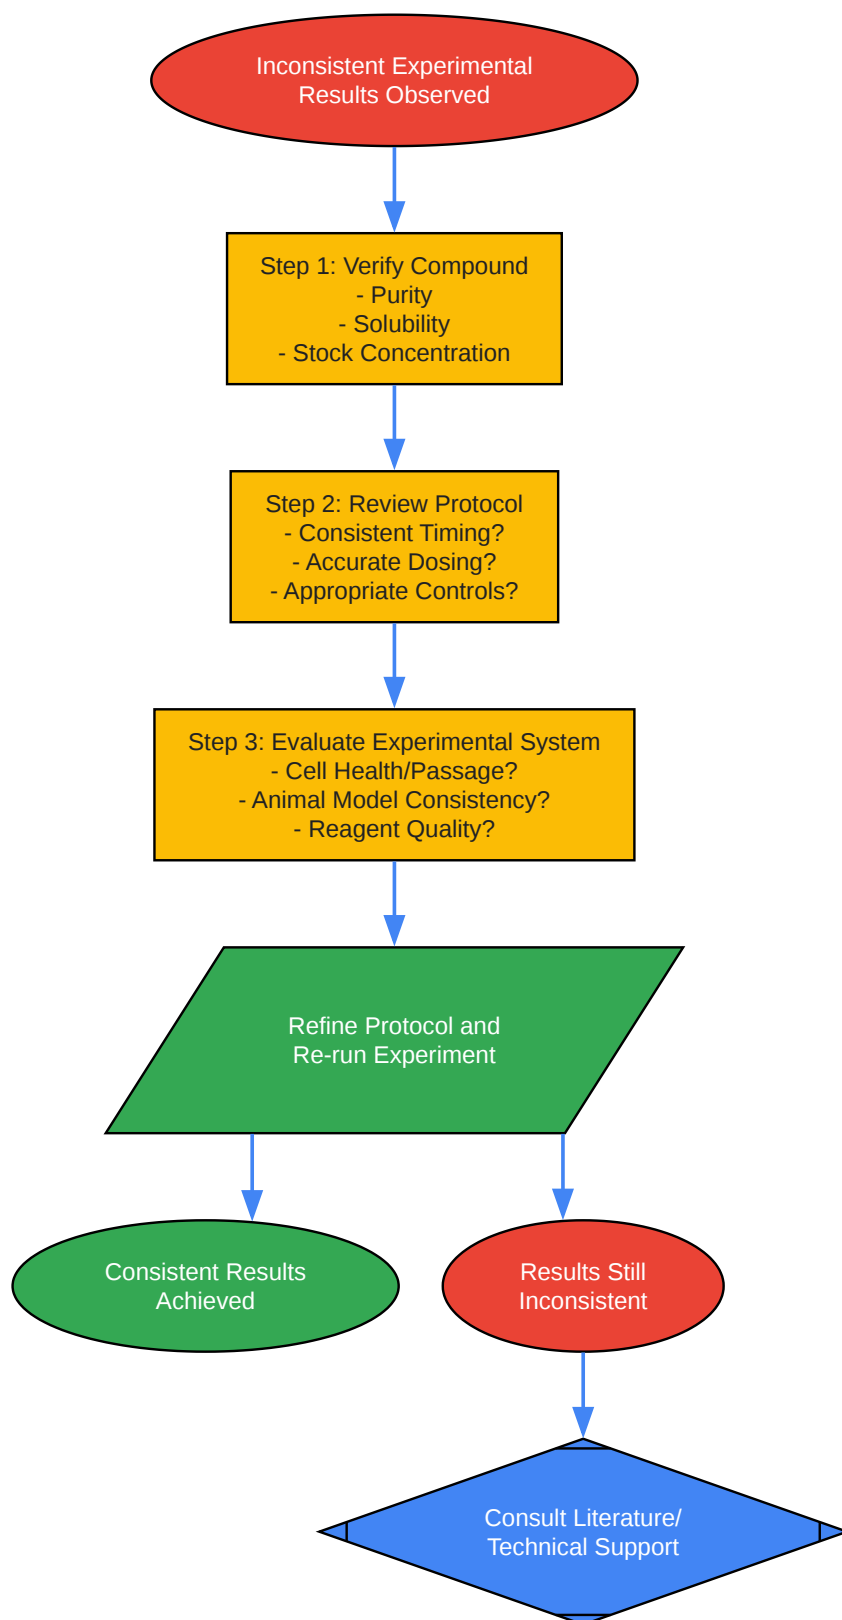 Inconsistent Experimental
Results Observed
Step 1: Verify Compound
- Purity
- Solubility
- Stock Concentration
Step 2: Review Protocol
- Consistent Timing?
- Accurate Dosing?
- Appropriate Controls?
Step 3: Evaluate Experimental System
- Cell Health/Passage?
- Animal Model Consistency?
- Reagent Quality?
Refine Protocol and
Re-run Experiment
Consistent Results
Achieved
Results Still
Inconsistent
Consult Literature/
Technical Support